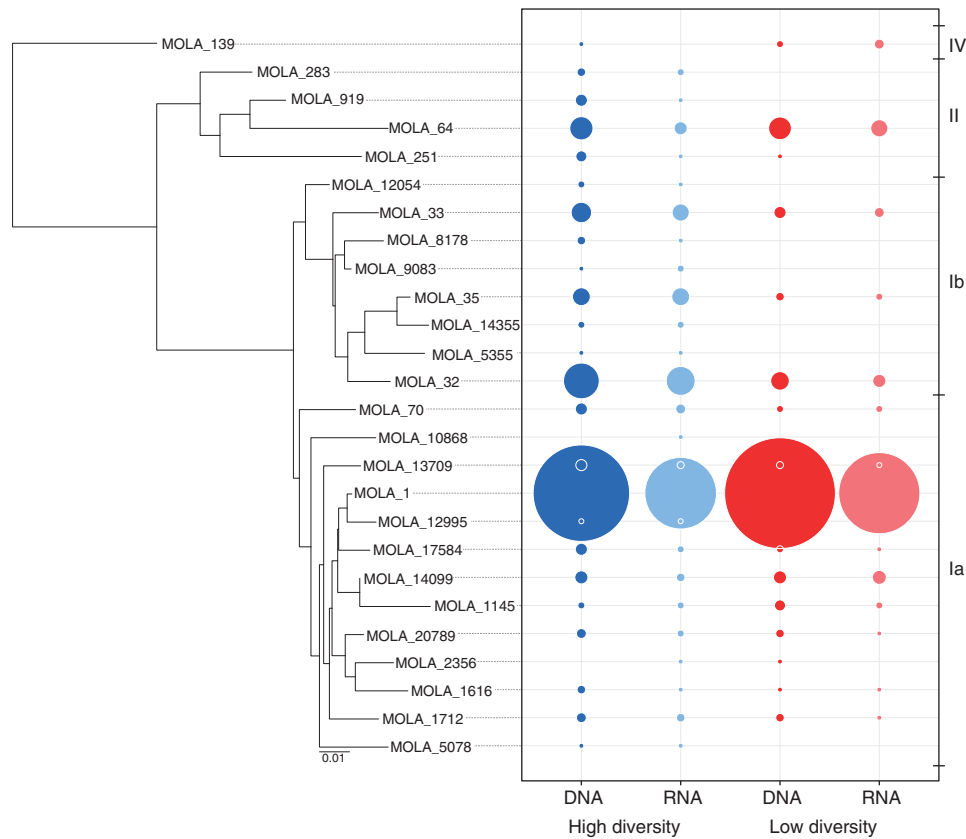 MOLA_139
IV
MOLA_283
MOLA_919
II
MOLA_64
MOLA_251
MOLA_12054
MOLA_33
MOLA_8178
MOLA_9083
Ib
MOLA_35
MOLA_14355
MOLA_5355
MOLA_32
MOLA_70
MOLA_10868
MOLA_13709
MOLA_1
MOLA_12995
MOLA_17584
Ia
MOLA_14099
MOLA_1145
MOLA_20789
MOLA_2356
MOLA_1616
MOLA_1712
MOLA_5078
0.01
DNA RNA DNA RNA
High diversity Low diversity